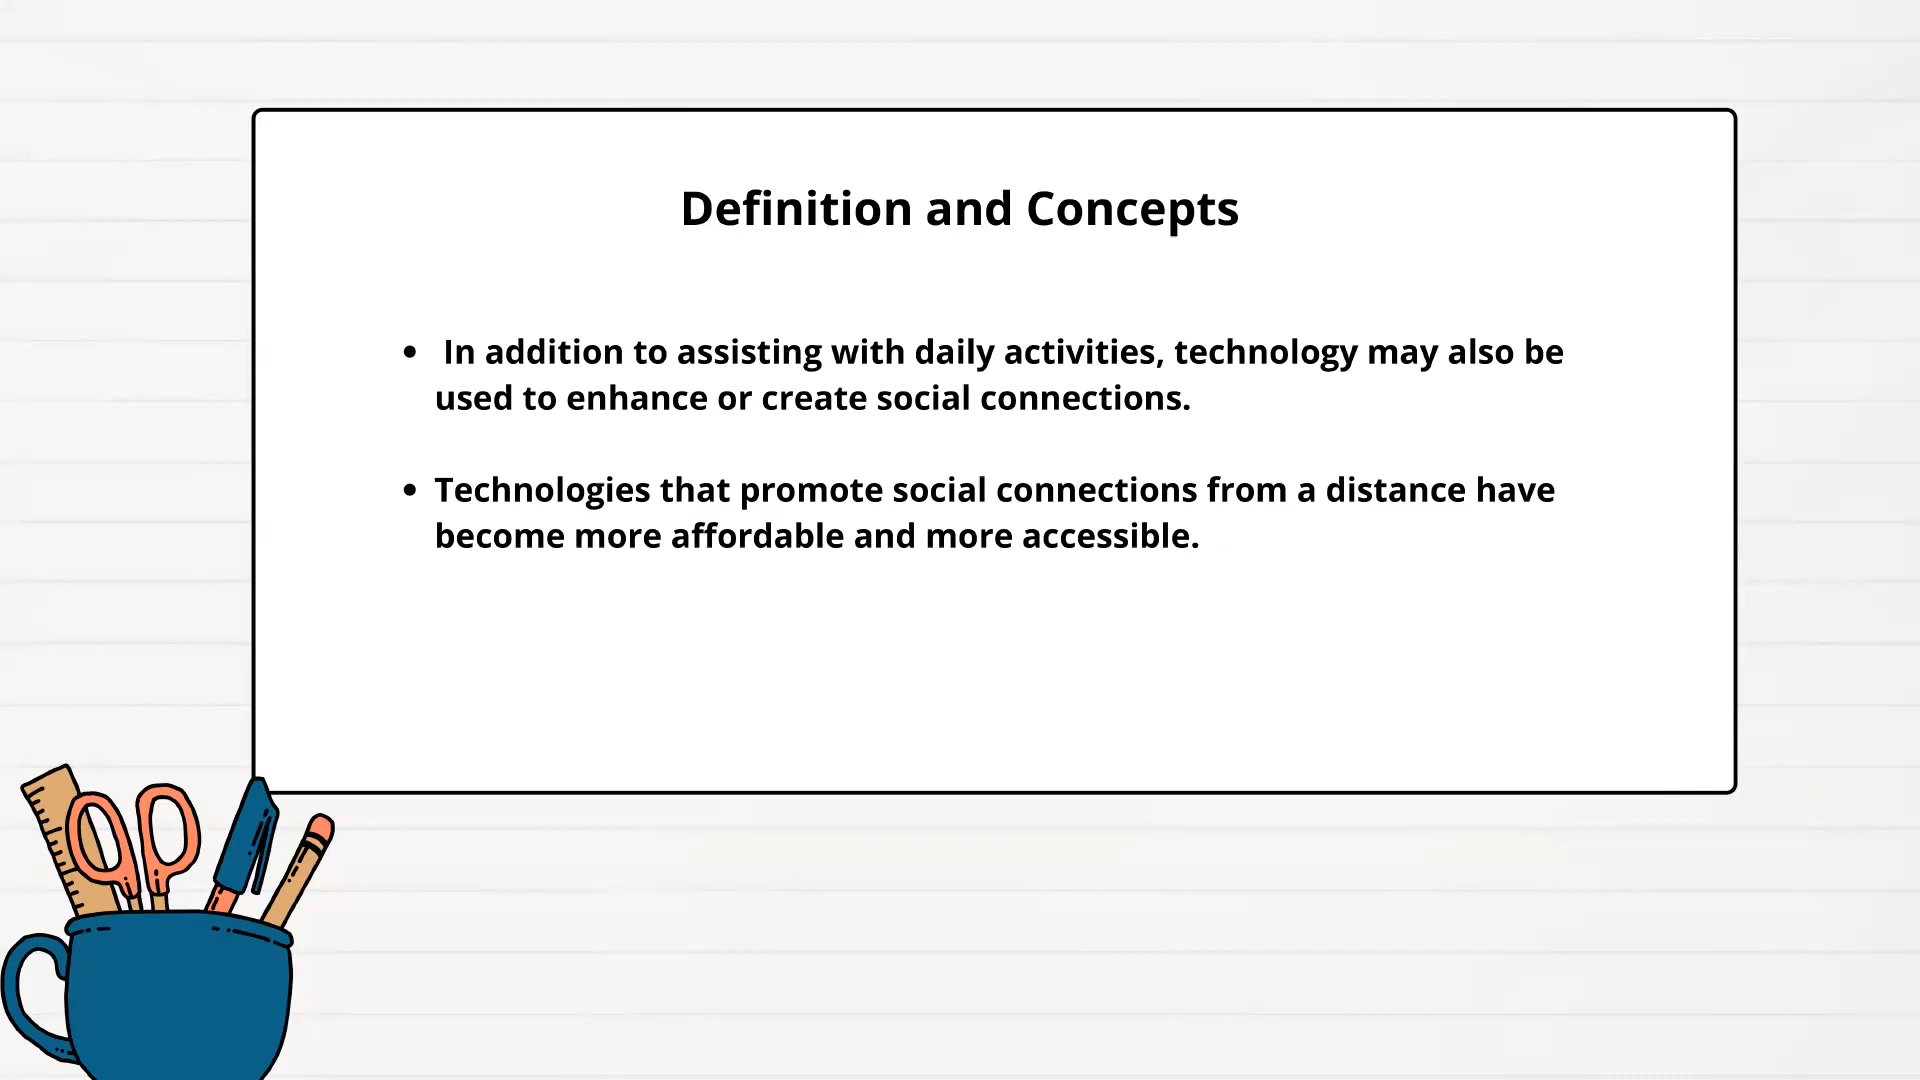 Definition and Concepts
• In addition to assisting with daily activities, technology may also be
used to enhance or create social connections.
• Technologies that promote social connections from a distance have
become more affordable and more accessible.